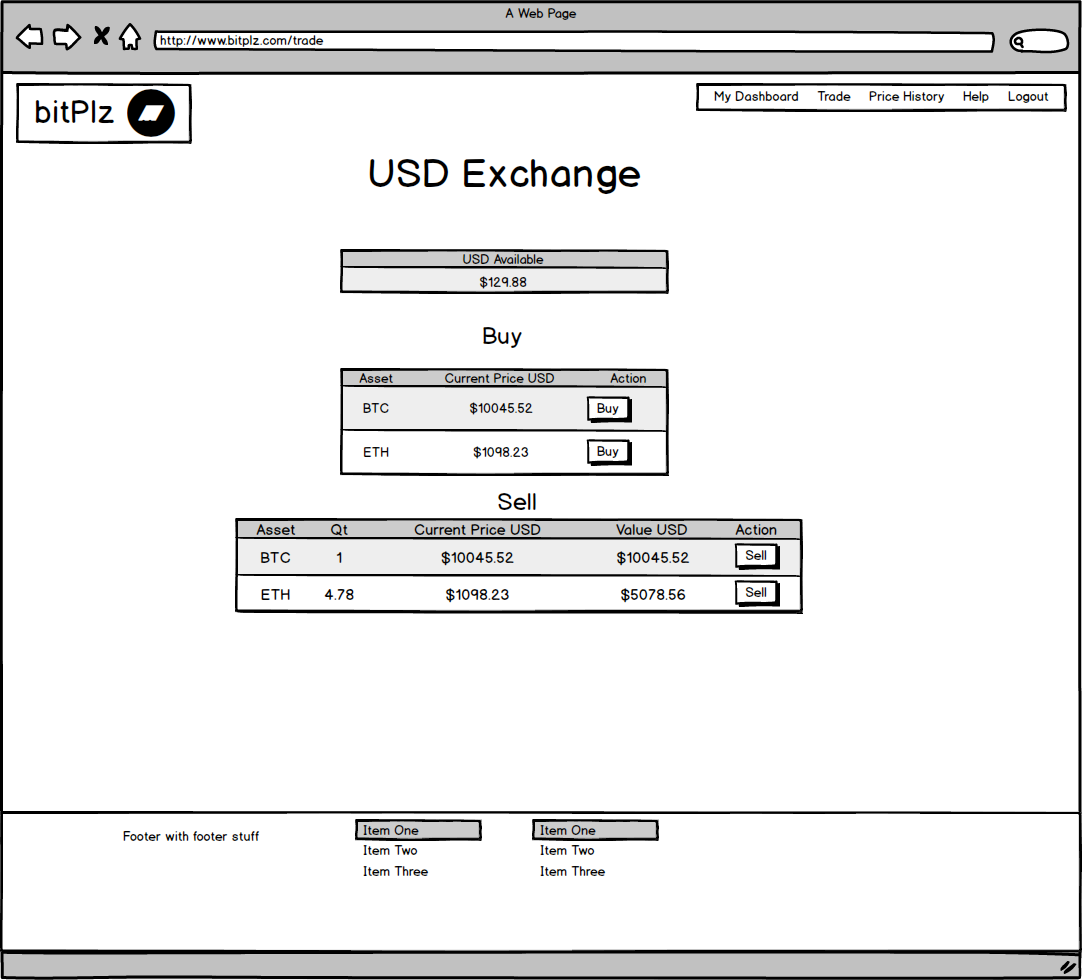 A Web Page
http://www.bitplz.com/trade
bitPlz
My Dashboard Trade Price History Help Logout
USD Exchange
USD Available
$129.88
Buy
Asset Current Price USD Action
BTC $10045.52 Buy
ETH $1098.23 Buy
Sell
Asset Qt Current Price USD Value USD Action
BTC 1 $10045.52 $10045.52 Sell
ETH 4.78 $1098.23 $5078.56 Sell
Footer with footer stuff
Item One
Item Two
Item Three
Item One
Item Two
Item Three